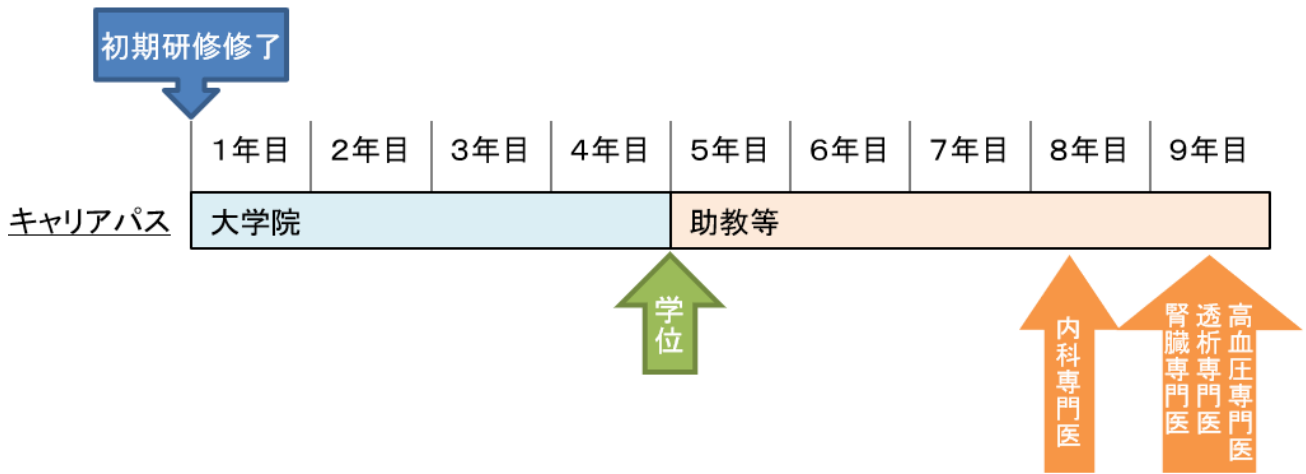 初期研修修了
1年目 2年目 3年目 4年目 5年目 6年目 7年目 8年目 9年目
キャリアパス 大学院 助教等
学位
内科専門医
高血圧専門医
透析専門医
腎臓専門医